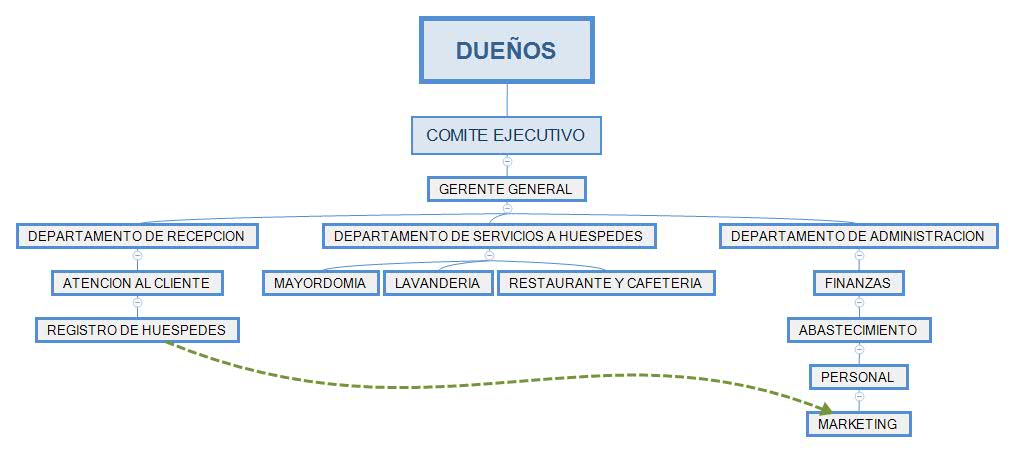 DUEÑOS
COMITE EJECUTIVO
GERENTE GENERAL
DEPARTAMENTO DE RECEPCION
DEPARTAMENTO DE SERVICIOS A HUESPEDES
DEPARTAMENTO DE ADMINISTRACION
ATENCION AL CLIENTE
MAYORDOMIA
LAVANDERIA
RESTAURANTE Y CAFETERIA
FINANZAS
REGISTRO DE HUESPEDES
ABASTECIMIENTO
PERSONAL
MARKETING